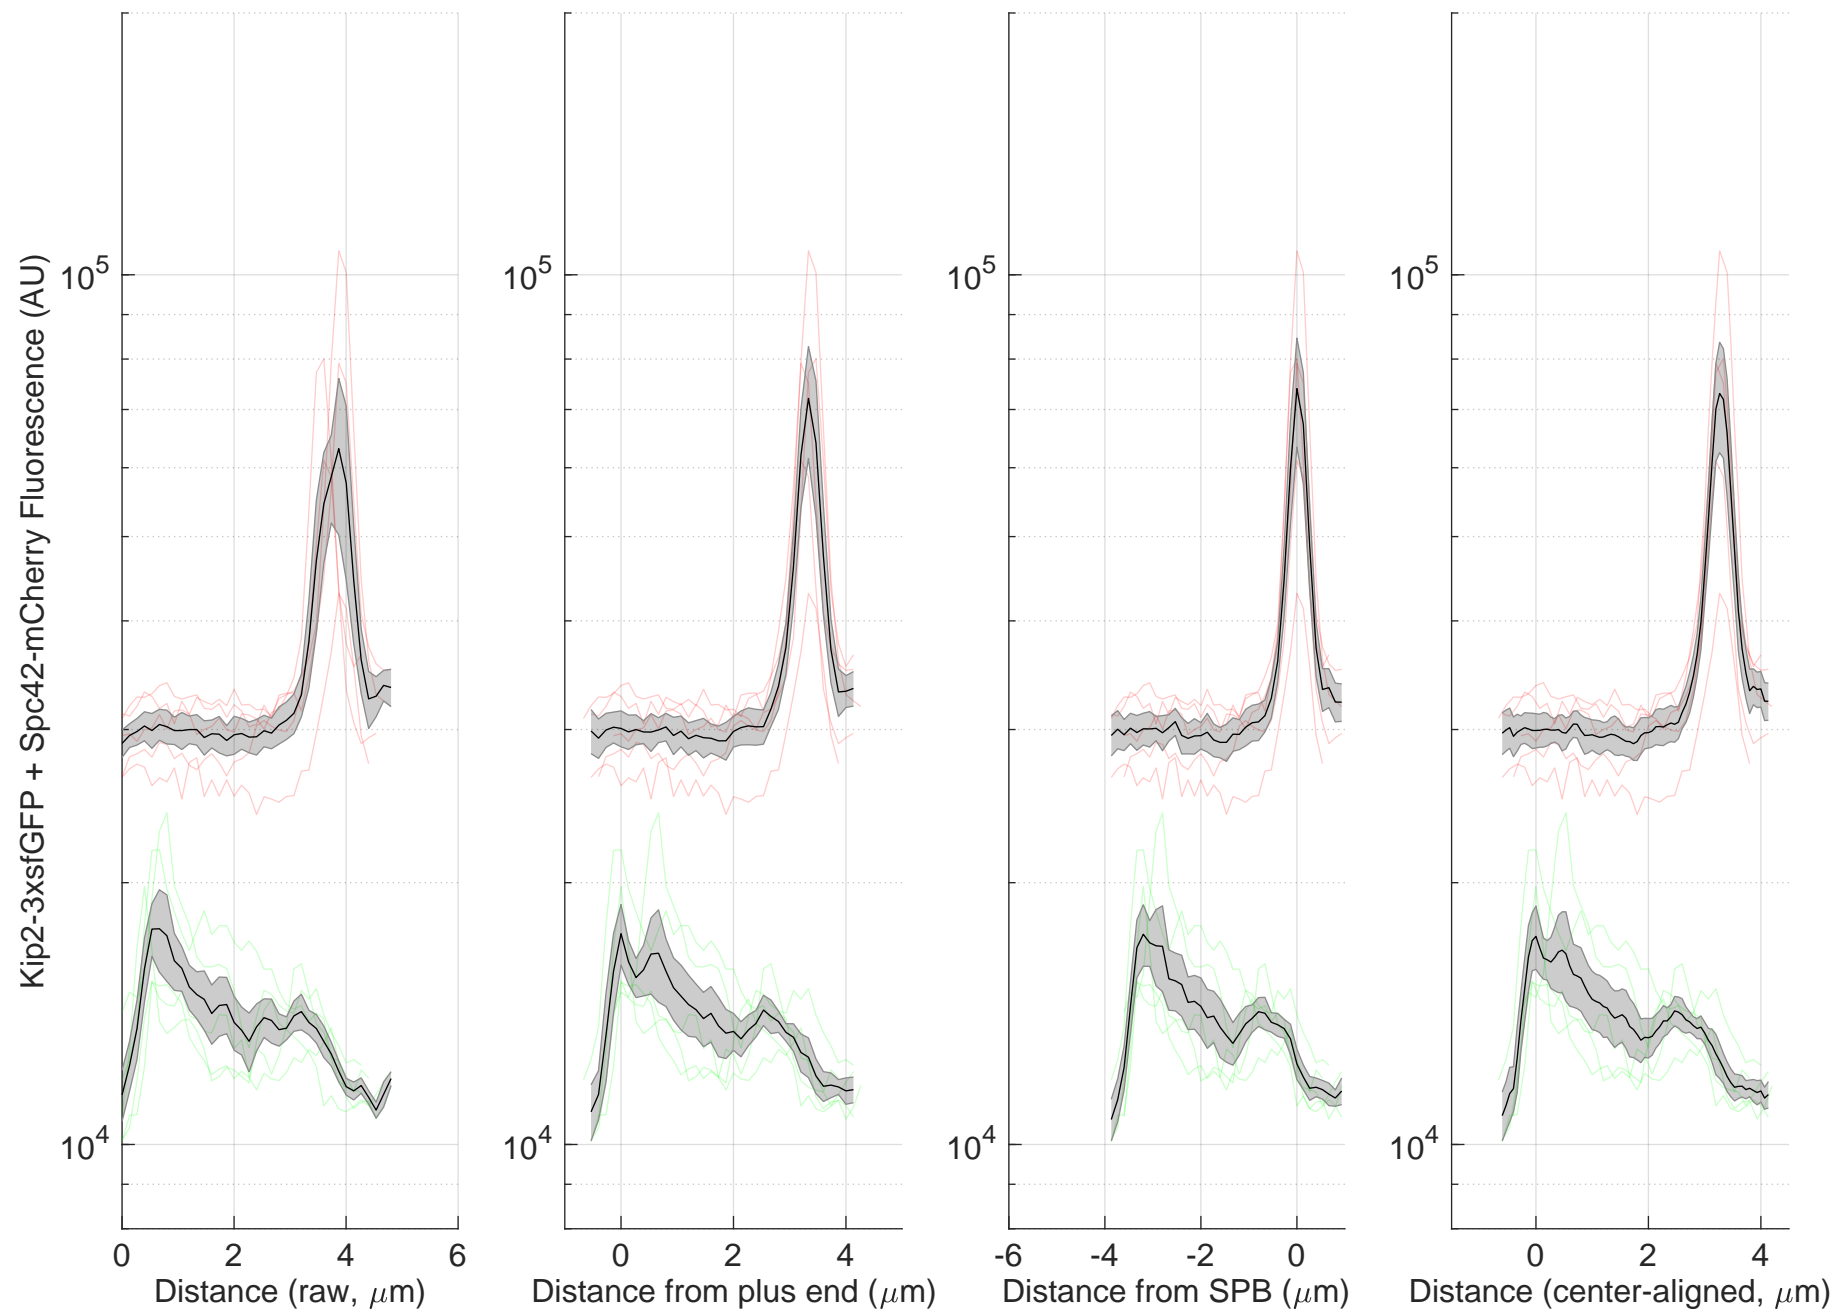 Kip2-3xsfGFP + Spc42-mCherry Fluorescence (AU)
10^5
10^4
0 2 4 6
Distance (raw, μm)
10^5
10^4
0 2 4
Distance from plus end (μm)
10^5
10^4
-6 -4 -2 0
Distance from SPB (μm)
10^5
10^4
0 2 4
Distance (center-aligned, μm)